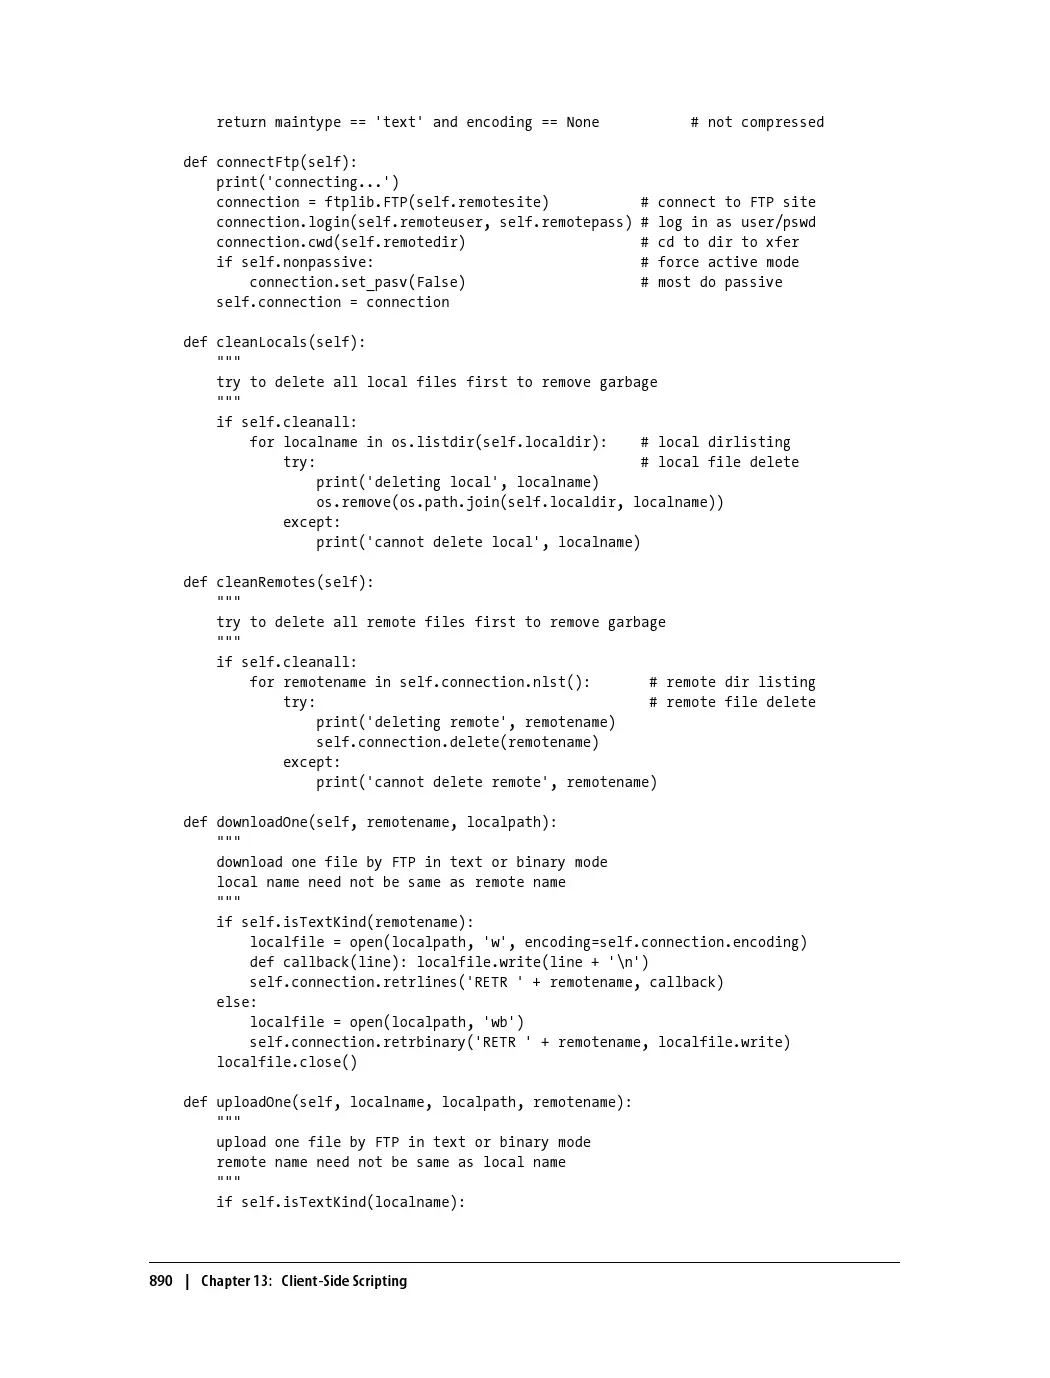 return maintype == 'text' and encoding == None           # not compressed

    def connectFtp(self):
        print('connecting...')
        connection = ftplib.FTP(self.remotesite)           # connect to FTP site
        connection.login(self.remoteuser, self.remotepass) # log in as user/pswd
        connection.cwd(self.remotedir)                     # cd to dir to xfer
        if self.nonpassive:                                # force active mode
            connection.set_pasv(False)                     # most do passive
        self.connection = connection

    def cleanLocals(self):
        """
        try to delete all local files first to remove garbage
        """
        if self.cleanall:
            for localname in os.listdir(self.localdir):    # local dirlisting
                try:                                       # local file delete
                    print('deleting local', localname)
                    os.remove(os.path.join(self.localdir, localname))
                except:
                    print('cannot delete local', localname)

    def cleanRemotes(self):
        """
        try to delete all remote files first to remove garbage
        """
        if self.cleanall:
            for remotename in self.connection.nlst():       # remote dir listing
                try:                                        # remote file delete
                    print('deleting remote', remotename)
                    self.connection.delete(remotename)
                except:
                    print('cannot delete remote', remotename)

    def downloadOne(self, remotename, localpath):
        """
        download one file by FTP in text or binary mode
        local name need not be same as remote name
        """
        if self.isTextKind(remotename):
            localfile = open(localpath, 'w', encoding=self.connection.encoding)
            def callback(line): localfile.write(line + '\n')
            self.connection.retrlines('RETR ' + remotename, callback)
        else:
            localfile = open(localpath, 'wb')
            self.connection.retrbinary('RETR ' + remotename, localfile.write)
        localfile.close()

    def uploadOne(self, localname, localpath, remotename):
        """
        upload one file by FTP in text or binary mode
        remote name need not be same as local name
        """
        if self.isTextKind(localname):

890 | Chapter 13: Client-Side Scripting